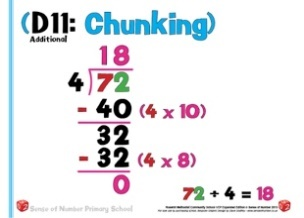 (D11: Chunking)
Additional
18
4 72
- 40 (4 x 10)
32
- 32 (4 x 8)
0
72 ÷ 4 = 18
Sense of Number Primary School